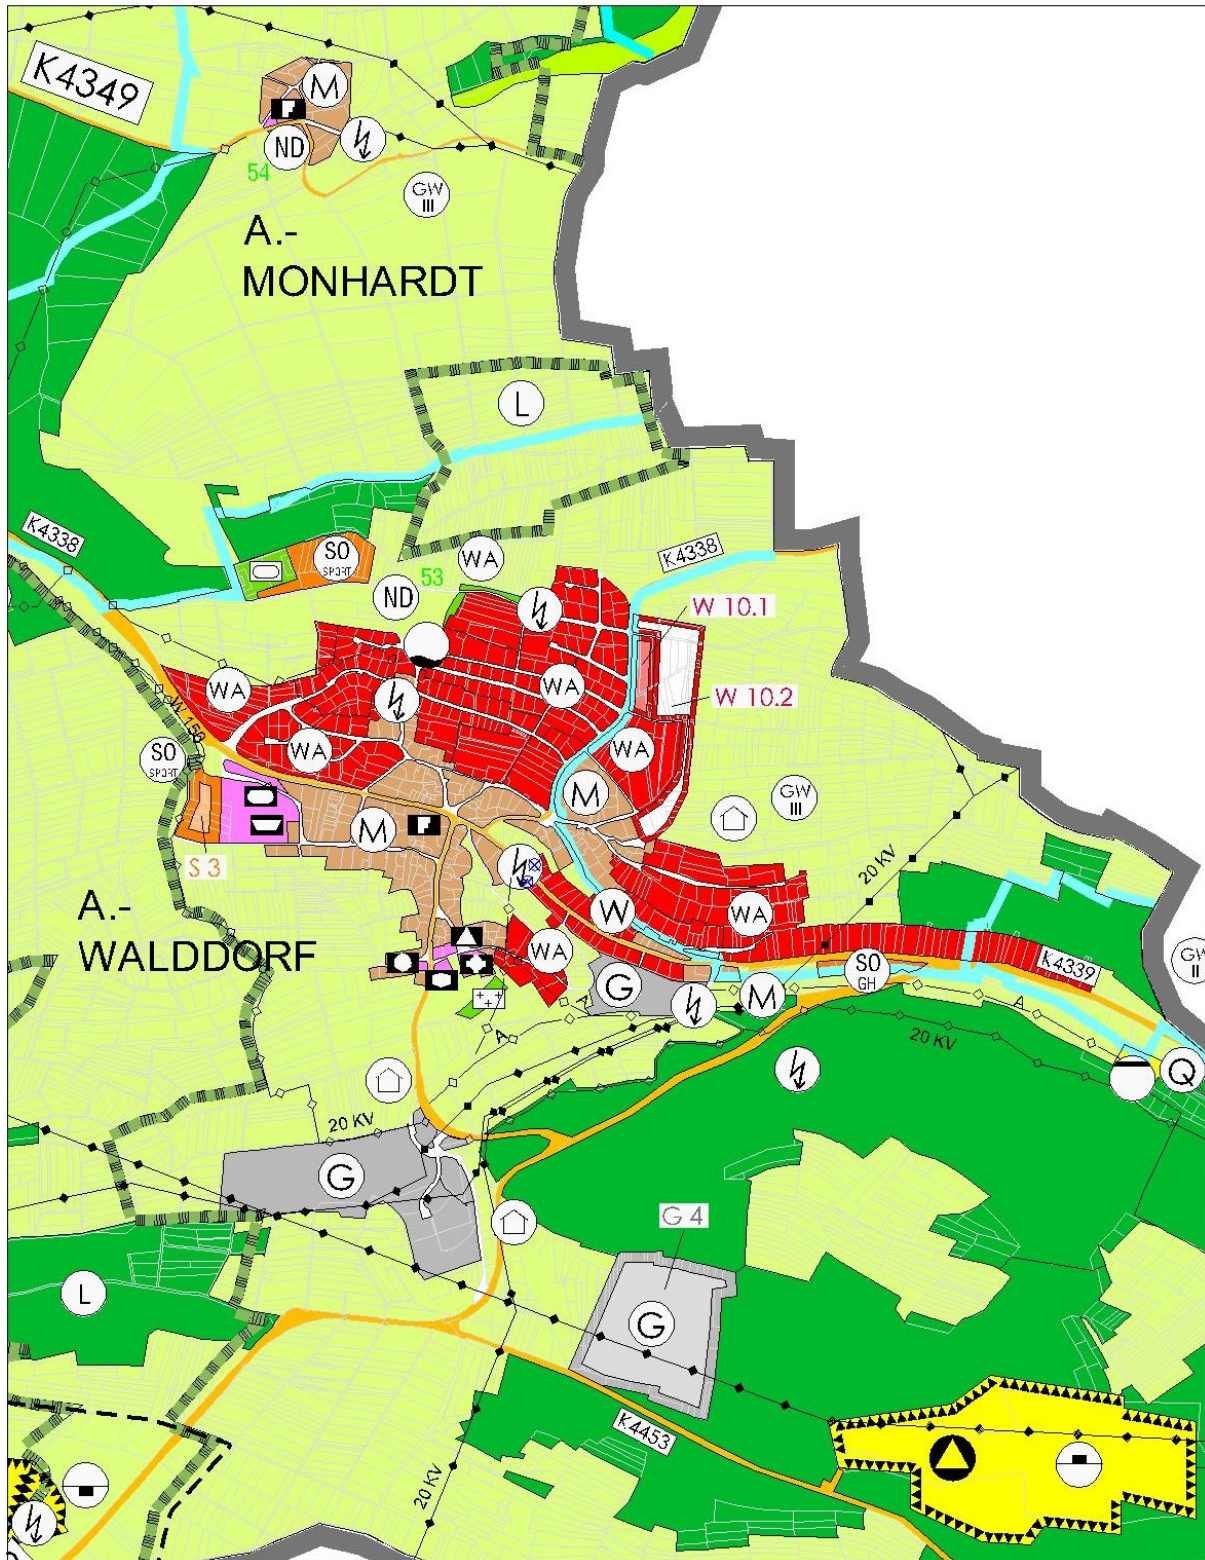 K4349
M
F
ND
54
GW
III
A.-
MONHARDT
L
K4338
K4338
SO
SPORT
WA
53
ND
W 10.1
WA
WA
W 10.2
WA
WA
SO
SPORT
M
GW
III
M
F
S 3
20 KV
A.-
WALDDORF
W
WA
WA
G
SO
GH
K4339
GW
II
M
A
A
A
20 KV
Q
20 KV
G
G 4
L
G
K4453
20 KV